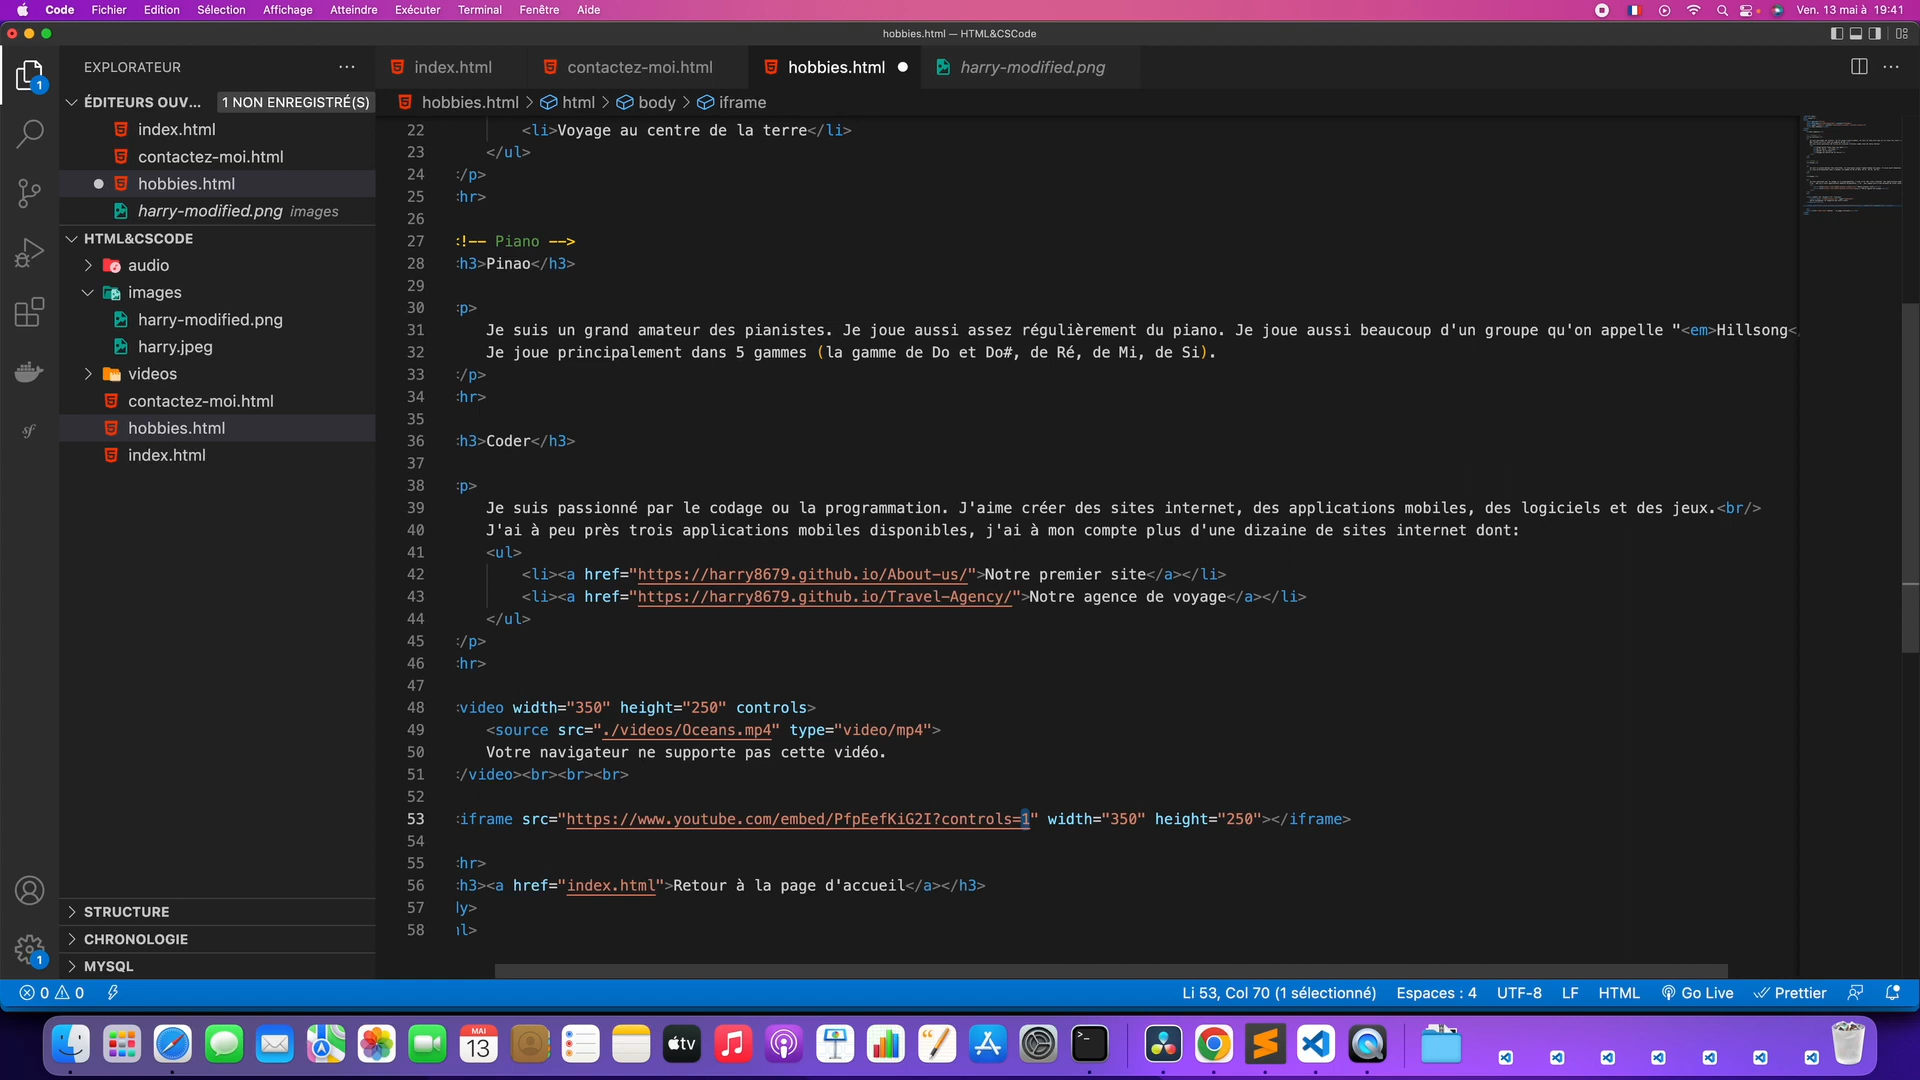 Code Fichier Edition Sélection Affichage Atteindre Exécuter Terminal Fenêtre Aide Ven. 13 mai à 19:41
hobbies.html — HTML&CSCode
EXPLORATEUR
index.html contactez-moi.html hobbies.html harry-modified.png
ÉDITEURS OUV... 1 NON ENREGISTRÉ(S)
hobbies.html > html > body > iframe
index.html
contactez-moi.html
hobbies.html
harry-modified.png images
HTML&CSCODE
audio
images
harry-modified.png
harry.jpeg
videos
contactez-moi.html
hobbies.html
index.html
STRUCTURE
CHRONOLOGIE
MYSQL
1
1
22 <li>Voyage au centre de la terre</li>
23 </ul>
24 </p>
25 <hr>
26
27 <!-- Piano -->
28 <h3>Pinao</h3>
29
30 <p>
31 Je suis un grand amateur des pianistes. Je joue aussi assez régulièrement du piano. Je joue aussi beaucoup d'un groupe qu'on appelle "<em>Hillsong<
32 Je joue principalement dans 5 gammes (la gamme de Do et Do#, de Ré, de Mi, de Si).
33 </p>
34 <hr>
35
36 <h3>Coder</h3>
37
38 <p>
39 Je suis passionné par le codage ou la programmation. J'aime créer des sites internet, des applications mobiles, des logiciels et des jeux.<br/>
40 J'ai à peu près trois applications mobiles disponibles, j'ai à mon compte plus d'une dizaine de sites internet dont:
41 <ul>
42 <li><a href="https://harry8679.github.io/About-us/">Notre premier site</a></li>
43 <li><a href="https://harry8679.github.io/Travel-Agency/">Notre agence de voyage</a></li>
44 </ul>
45 </p>
46 <hr>
47
48 <video width="350" height="250" controls>
49 <source src="./videos/Oceans.mp4" type="video/mp4">
50 Votre navigateur ne supporte pas cette vidéo.
51 </video><br><br><br>
52
53 <iframe src="https://www.youtube.com/embed/PfpEefKiG2I?controls=1" width="350" height="250"></iframe>
54
55 <hr>
56 <h3><a href="index.html">Retour à la page d'accueil</a></h3>
57 dy>
58 ml>
0 0 Li 53, Col 70 (1 sélectionné) Espaces : 4 UTF-8 LF HTML Go Live Prettier
MAI
13
tv